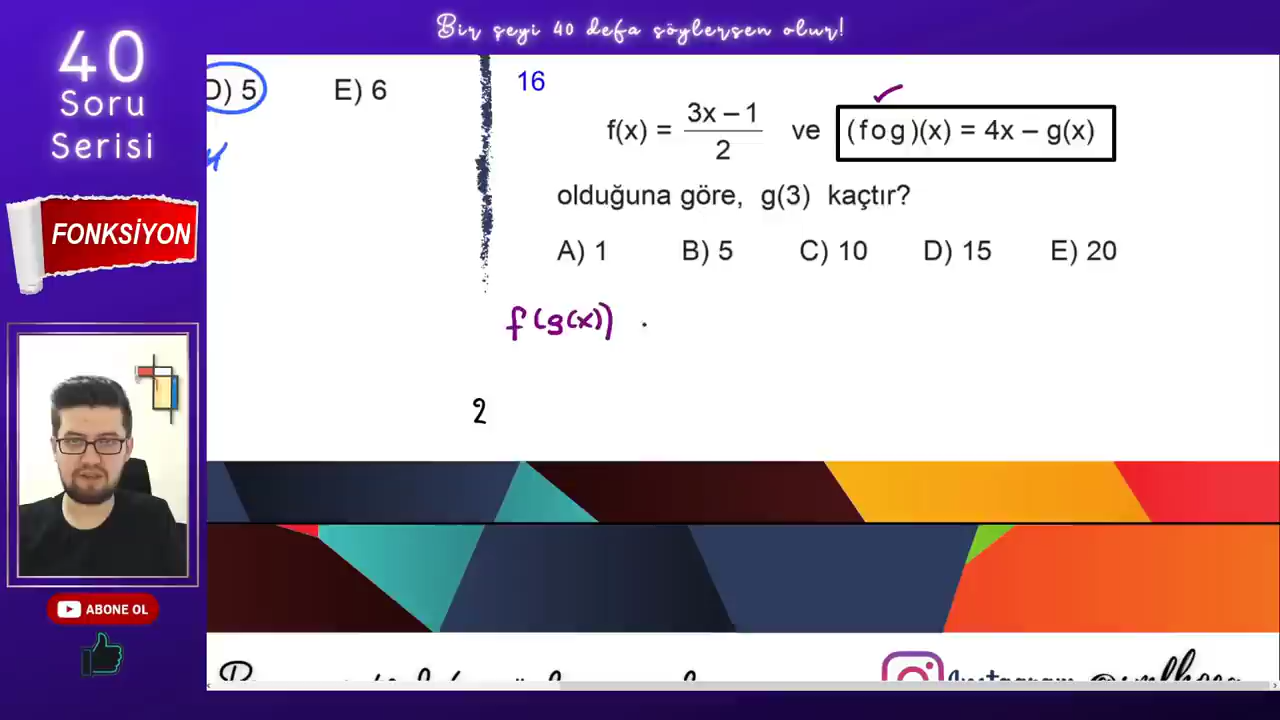 Bir şeyi 40 defa söylersen olur!
40
Soru
Serisi
FONKSİYON
ABONE OL
D) 5 E) 6
16
f(x) = (3x – 1)/2 ve (fog)(x) = 4x – g(x)
olduğuna göre, g(3) kaçtır?
A) 1 B) 5 C) 10 D) 15 E) 20
f(g(x))
2